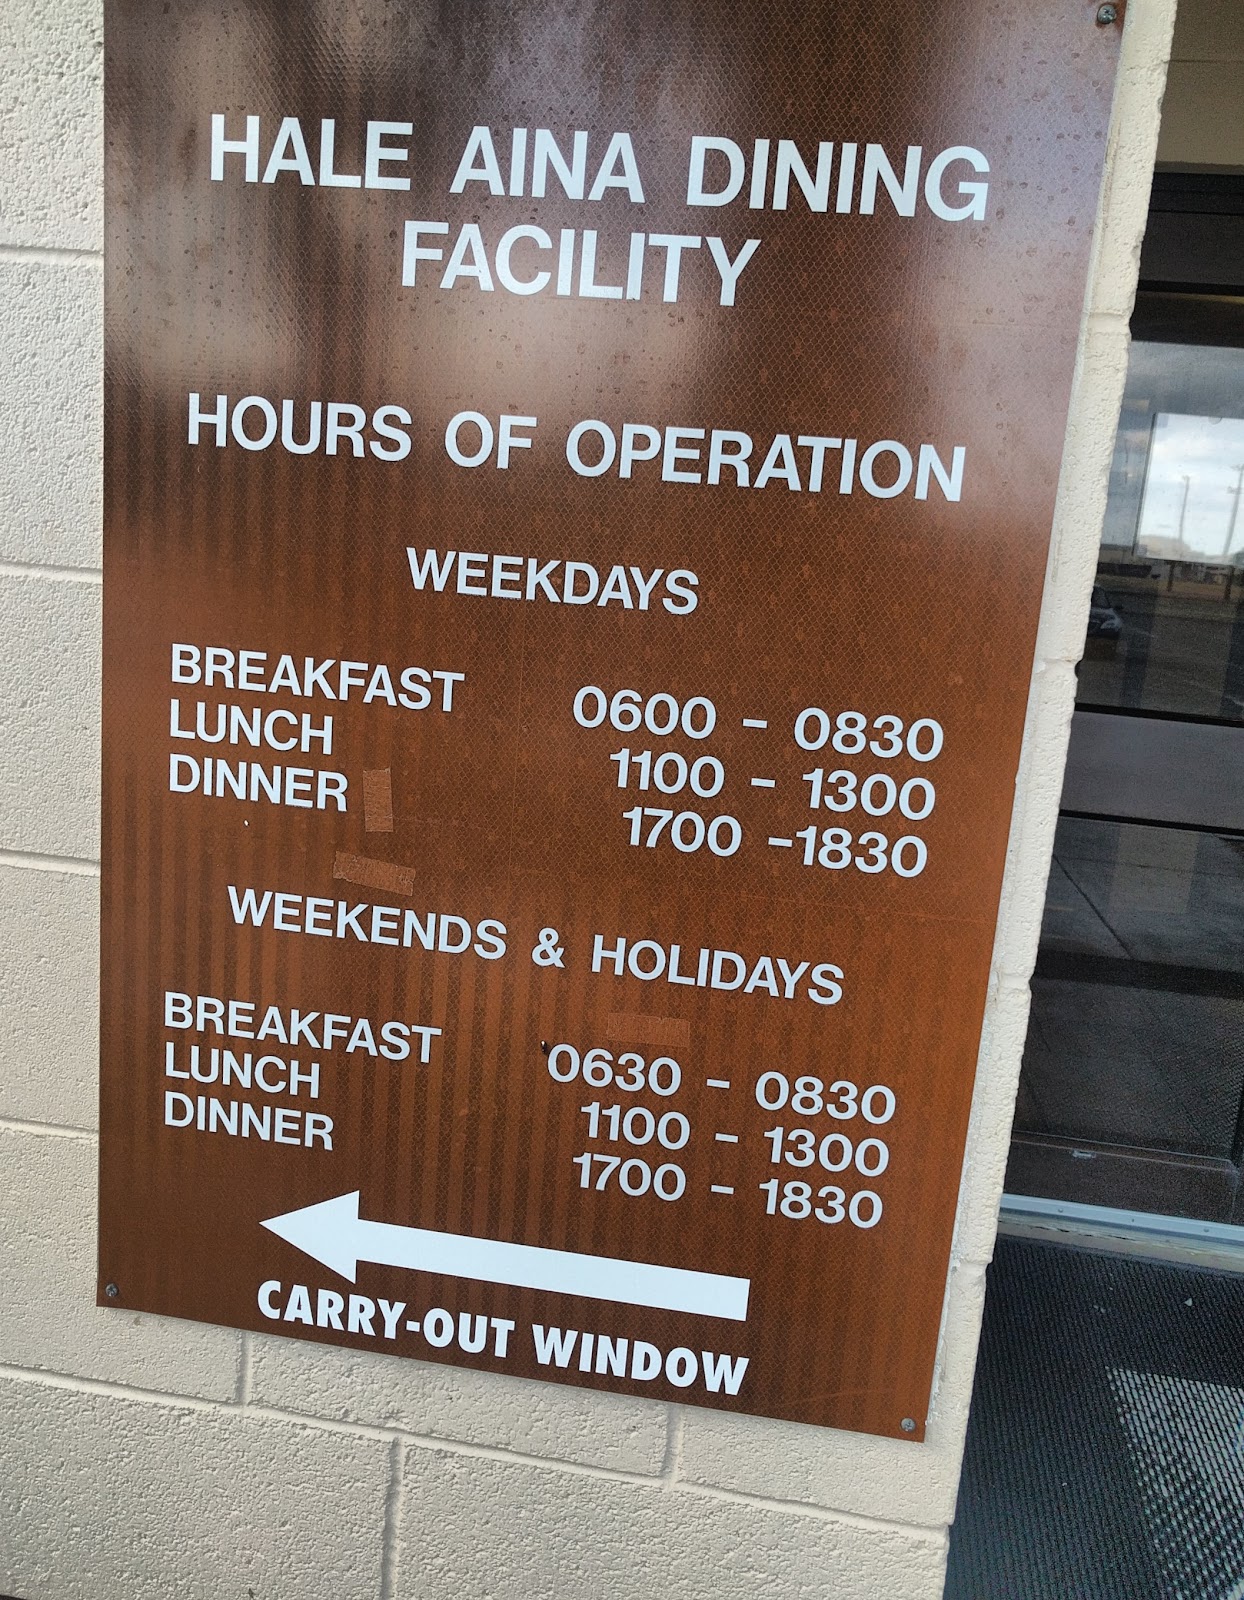 HALE AINA DINING
FACILITY
HOURS OF OPERATION
WEEKDAYS
BREAKFAST 0600 - 0830
LUNCH 1100 - 1300
DINNER 1700 -1830
WEEKENDS & HOLIDAYS
BREAKFAST 0630 - 0830
LUNCH 1100 - 1300
DINNER 1700 - 1830
CARRY-OUT WINDOW